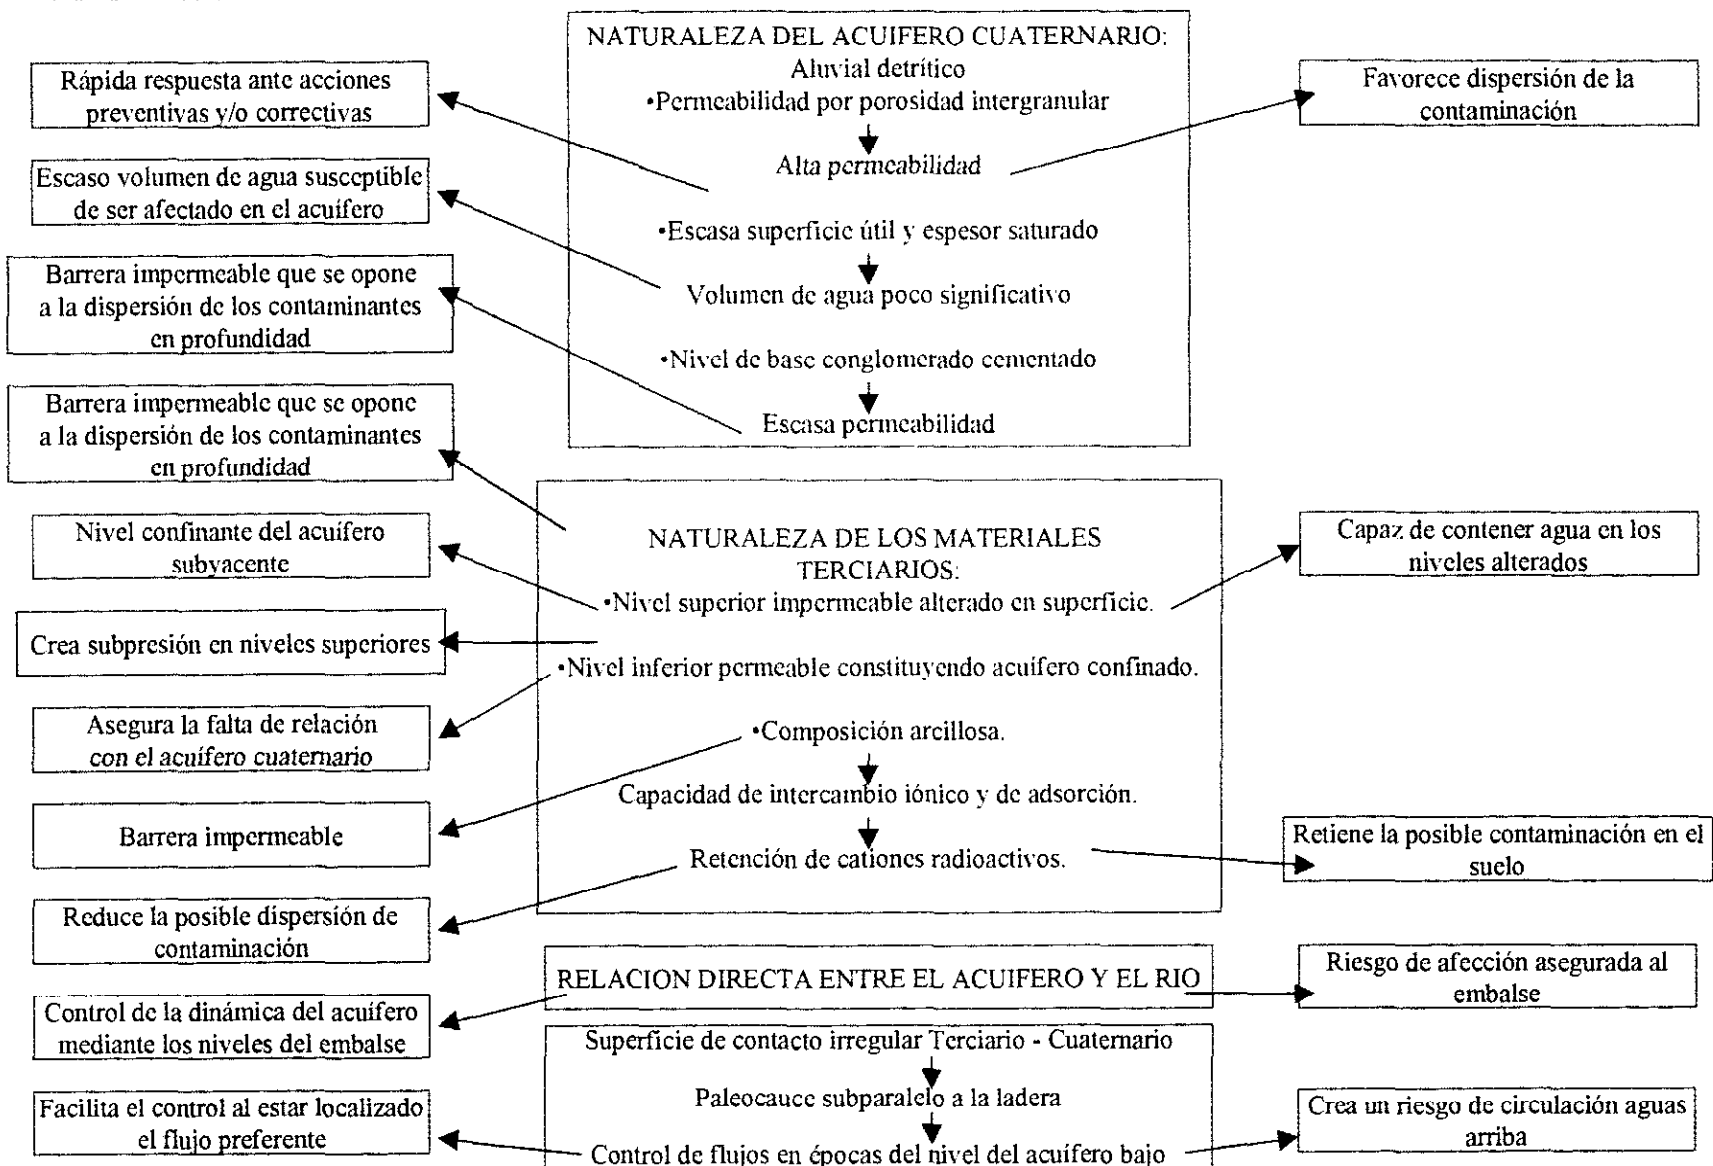 NATURALEZA DEL ACUIFERO CUATERNARIO:
Aluvial detrítico
•Permeabilidad por porosidad intergranular
Alta permeabilidad
•Escasa superficie útil y espesor saturado
Volumen de agua poco significativo
•Nivel de base conglomerado cementado
Escasa permeabilidad
Rápida respuesta ante acciones
preventivas y/o correctivas
Escaso volumen de agua susceptible
de ser afectado en el acuífero
Barrera impermeable que se opone
a la dispersión de los contaminantes
en profundidad
Favorece dispersión de la
contaminación
Barrera impermeable que se opone
a la dispersión de los contaminantes
en profundidad
Nivel confinante del acuífero
subyacente
Crea subpresión en niveles superiores
Asegura la falta de relación
con el acuífero cuaternario
Barrera impermeable
Reduce la posible dispersión de
contaminación
NATURALEZA DE LOS MATERIALES
TERCIARIOS:
•Nivel superior impermeable alterado en superficie.
•Nivel inferior permeable constituyendo acuífero confinado.
•Composición arcillosa.
Capacidad de intercambio iónico y de adsorción.
Retención de cationes radioactivos.
Capaz de contener agua en los
niveles alterados
Retiene la posible contaminación en el
suelo
RELACION DIRECTA ENTRE EL ACUIFERO Y EL RIO
Control de la dinámica del acuífero
mediante los niveles del embalse
Riesgo de afección asegurada al
embalse
Superficie de contacto irregular Terciario - Cuaternario
Paleocauce subparalelo a la ladera
Control de flujos en épocas del nivel del acuífero bajo
Facilita el control al estar localizado
el flujo preferente
Crea un riesgo de circulación aguas
arriba